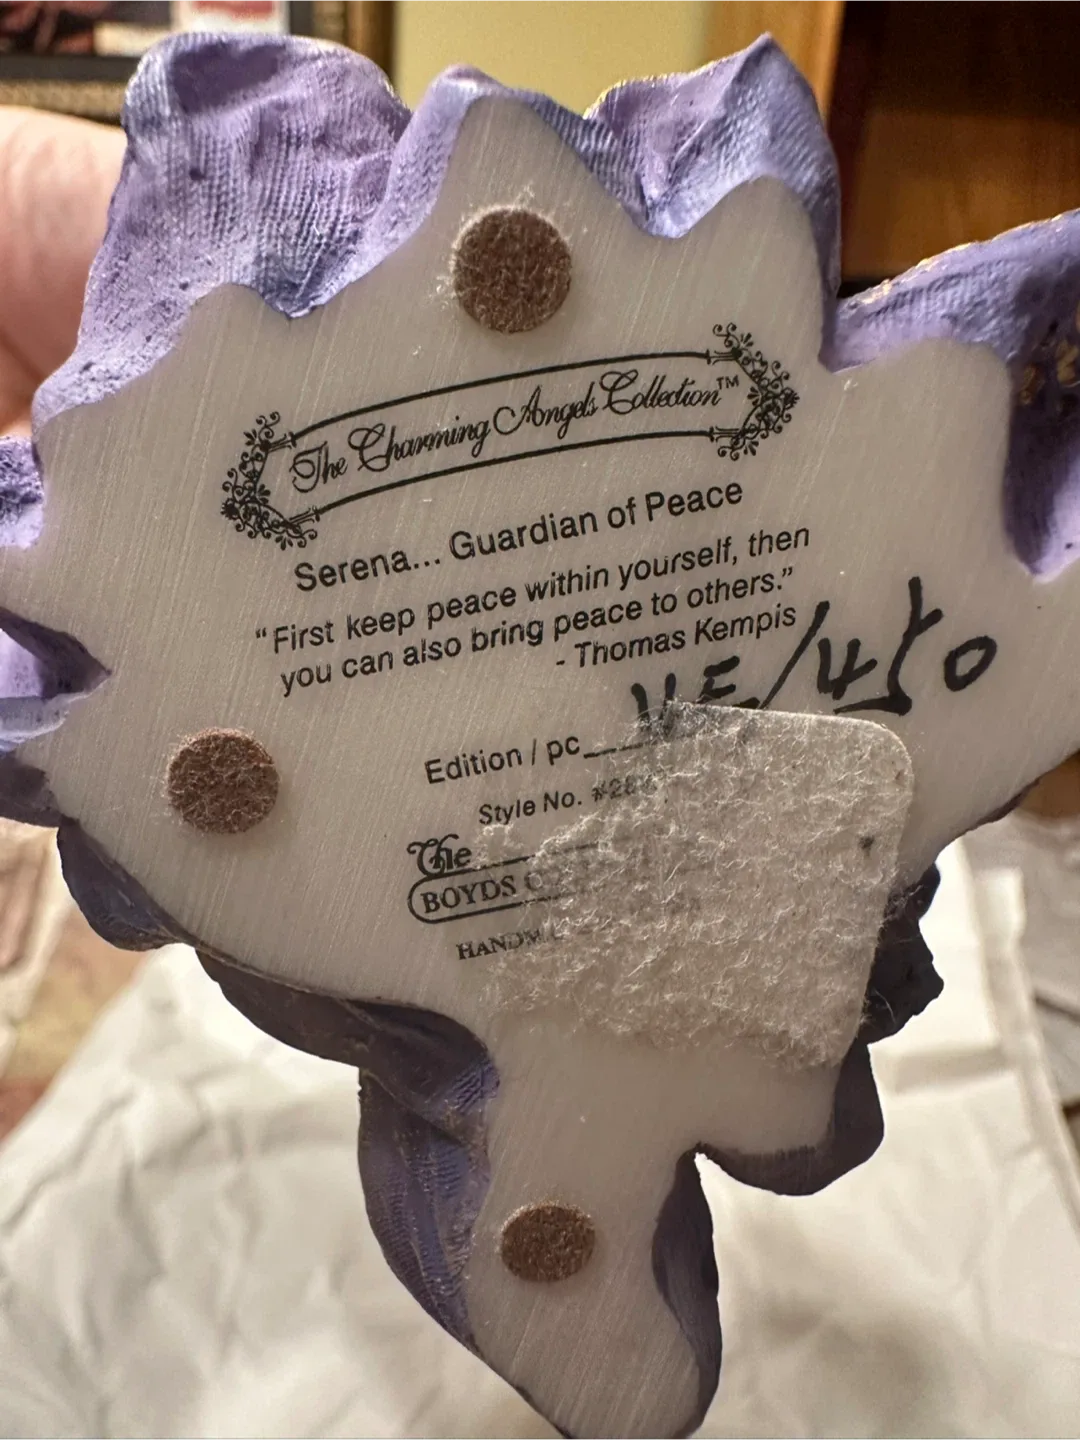 The Charming Angels Collection™
Serena... Guardian of Peace
“First keep peace within yourself, then
you can also bring peace to others.”
- Thomas Kempis
Edition / pc
Style No.
The
BOYDS